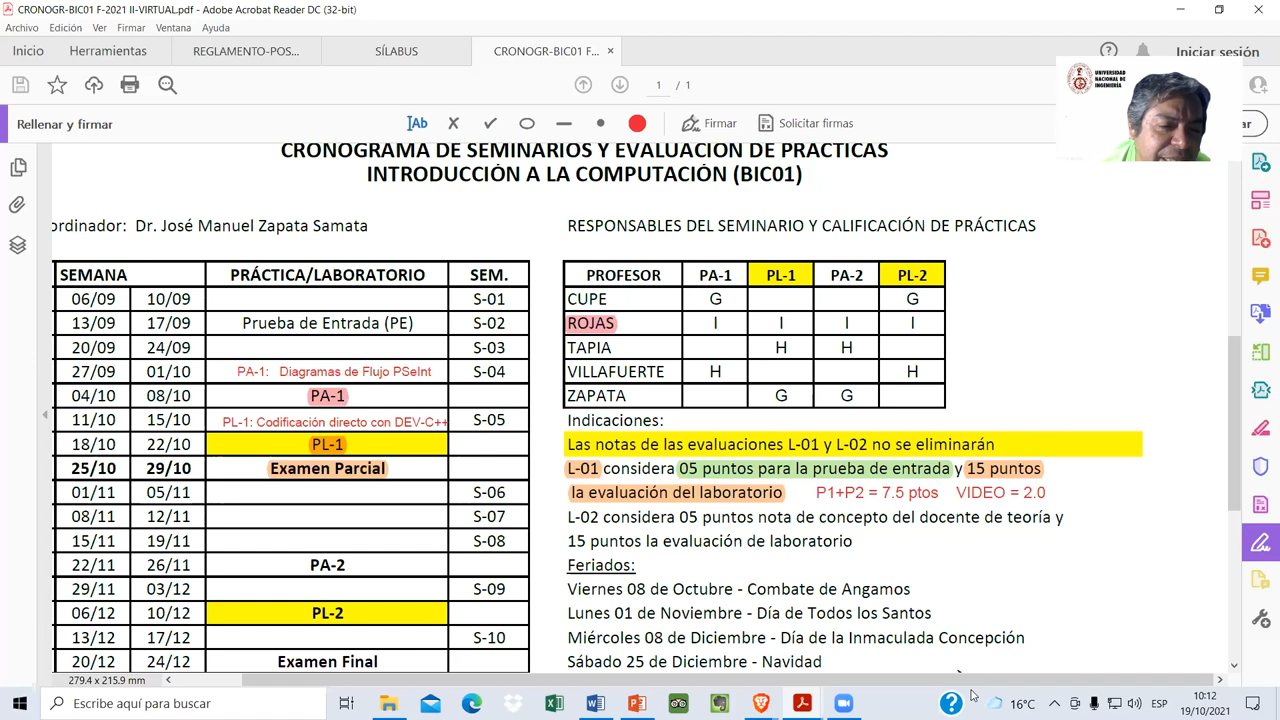 CRONOGR-BIC01 F-2021 II-VIRTUAL.pdf - Adobe Acrobat Reader DC (32-bit)
Archivo Edición Ver Firmar Ventana Ayuda
Inicio Herramientas REGLAMENTO-POS... SÍLABUS CRONOGR-BIC01 F... × Iniciar sesión
1 / 1
UNIVERSIDAD NACIONAL DE INGENIERÍA
Rellenar y firmar Ab Firmar Solicitar firmas ar
CRONOGRAMA DE SEMINARIOS Y EVALUACIÓN DE PRÁCTICAS
INTRODUCCIÓN A LA COMPUTACIÓN (BIC01)
ordinador: Dr. José Manuel Zapata Samata
SEMANA PRÁCTICA/LABORATORIO SEM.
06/09 10/09 S-01
13/09 17/09 Prueba de Entrada (PE) S-02
20/09 24/09 S-03
27/09 01/10 PA-1: Diagramas de Flujo PSeInt S-04
04/10 08/10 PA-1
11/10 15/10 PL-1: Codificación directo con DEV-C++ S-05
18/10 22/10 PL-1
25/10 29/10 Examen Parcial
01/11 05/11 S-06
08/11 12/11 S-07
15/11 19/11 S-08
22/11 26/11 PA-2
29/11 03/12 S-09
06/12 10/12 PL-2
13/12 17/12 S-10
20/12 24/12 Examen Final
RESPONSABLES DEL SEMINARIO Y CALIFICACIÓN DE PRÁCTICAS
PROFESOR PA-1 PL-1 PA-2 PL-2
CUPE G G
ROJAS I I I I
TAPIA H H
VILLAFUERTE H H
ZAPATA G G
Indicaciones:
Las notas de las evaluaciones L-01 y L-02 no se eliminarán
L-01 considera 05 puntos para la prueba de entrada y 15 puntos
la evaluación del laboratorio P1+P2 = 7.5 ptos VIDEO = 2.0
L-02 considera 05 puntos nota de concepto del docente de teoría y
15 puntos la evaluación de laboratorio
Feriados:
Viernes 08 de Octubre - Combate de Angamos
Lunes 01 de Noviembre - Día de Todos los Santos
Miércoles 08 de Diciembre - Día de la Inmaculada Concepción
Sábado 25 de Diciembre - Navidad
279.4 x 215.9 mm
Escribe aquí para buscar 16°C ESP 10:12
19/10/2021